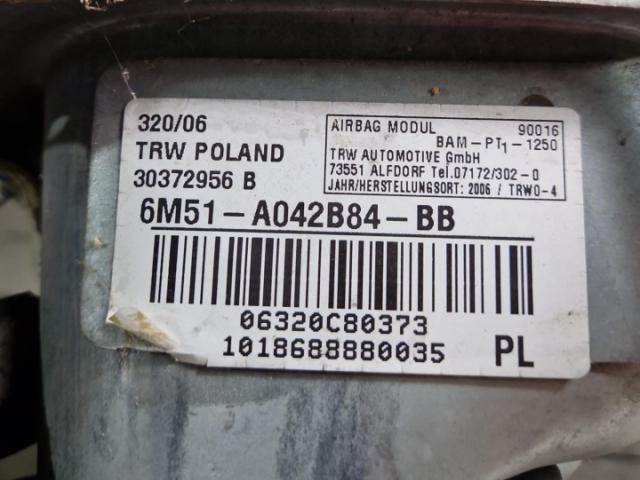 320/06
TRW POLAND
30372956 B
AIRBAG MODUL 90016
BAM-PT1-1250
TRW AUTOMOTIVE GmbH
73551 ALFDORF Tel.07172/302-0
JAHR/HERSTELLUNGSORT: 2006 / TRWO-4
6M51-A042B84-BB
06320C80373
1018688880035 PL